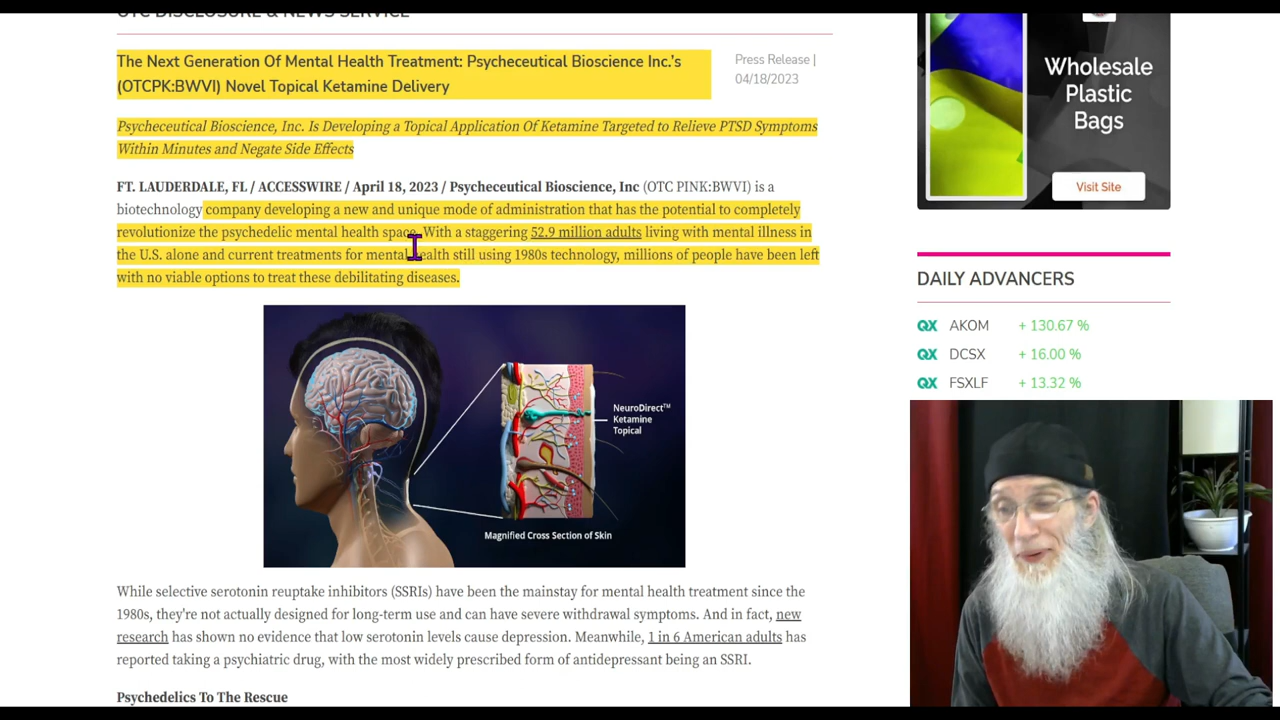 OTC DISCLOSURE & NEWS SERVICE
The Next Generation Of Mental Health Treatment: Psycheceutical Bioscience Inc.'s
(OTCPK:BWVI) Novel Topical Ketamine Delivery
Press Release |
04/18/2023
Psycheceutical Bioscience, Inc. Is Developing a Topical Application Of Ketamine Targeted to Relieve PTSD Symptoms
Within Minutes and Negate Side Effects
FT. LAUDERDALE, FL / ACCESSWIRE / April 18, 2023 / Psycheceutical Bioscience, Inc (OTC PINK:BWVI) is a
biotechnology company developing a new and unique mode of administration that has the potential to completely
revolutionize the psychedelic mental health space. With a staggering 52.9 million adults living with mental illness in
the U.S. alone and current treatments for mental health still using 1980s technology, millions of people have been left
with no viable options to treat these debilitating diseases.
NeuroDirect™
Ketamine
Topical
Magnified Cross Section of Skin
While selective serotonin reuptake inhibitors (SSRIs) have been the mainstay for mental health treatment since the
1980s, they're not actually designed for long-term use and can have severe withdrawal symptoms. And in fact, new
research has shown no evidence that low serotonin levels cause depression. Meanwhile, 1 in 6 American adults has
reported taking a psychiatric drug, with the most widely prescribed form of antidepressant being an SSRI.
Psychedelics To The Rescue
Wholesale
Plastic
Bags
Visit Site
DAILY ADVANCERS
QX AKOM + 130.67 %
QX DCSX + 16.00 %
QX FSXLF + 13.32 %